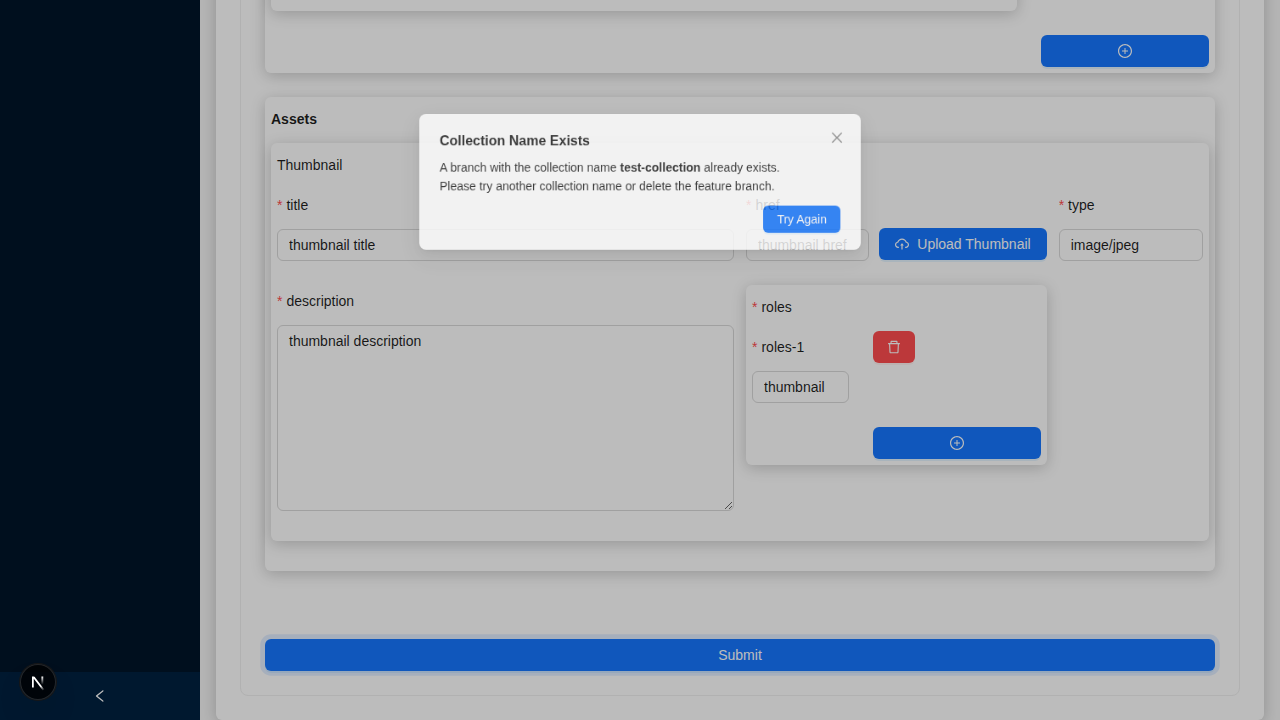 Assets
Collection Name Exists
A branch with the collection name test-collection already exists.
Please try another collection name or delete the feature branch.
Try Again
Thumbnail
* title
* href
* type
thumbnail title
thumbnail href
Upload Thumbnail
image/jpeg
* description
thumbnail description
* roles
* roles-1
thumbnail
Submit
N